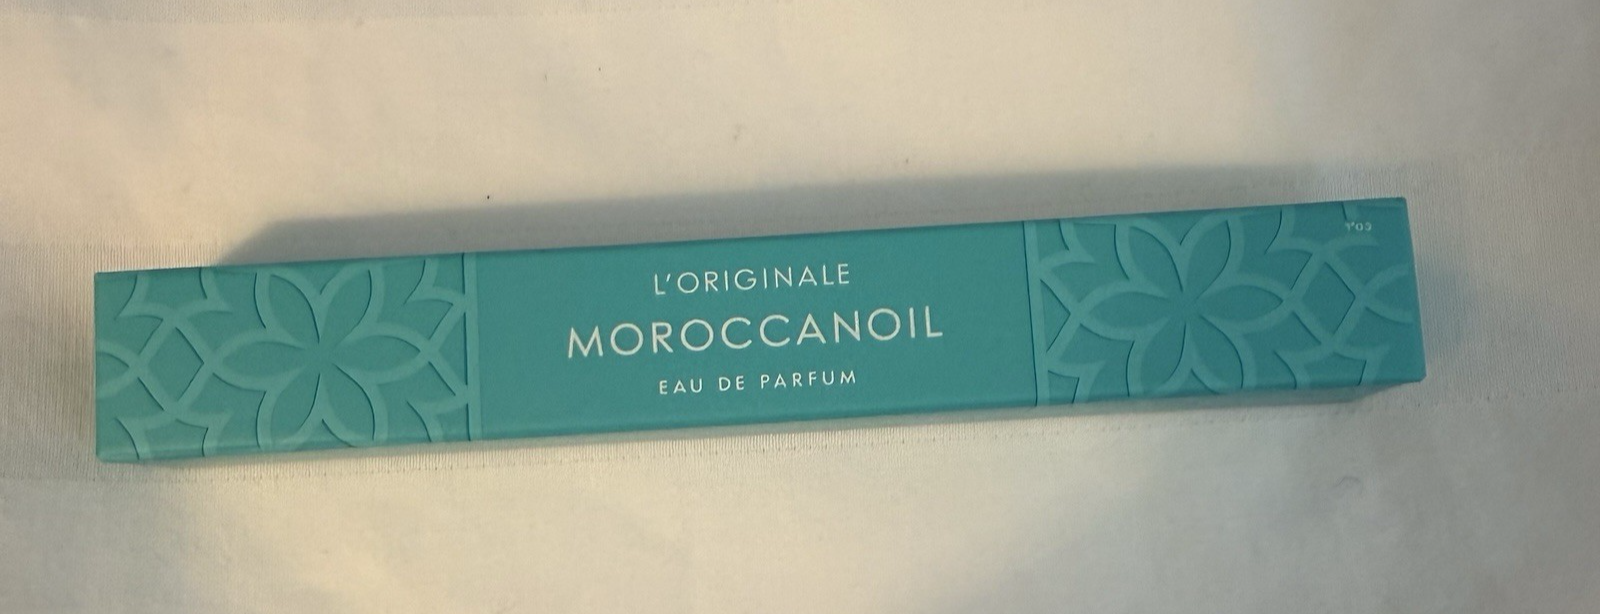 L'ORIGINALE
MOROCCANOIL
EAU DE PARFUM